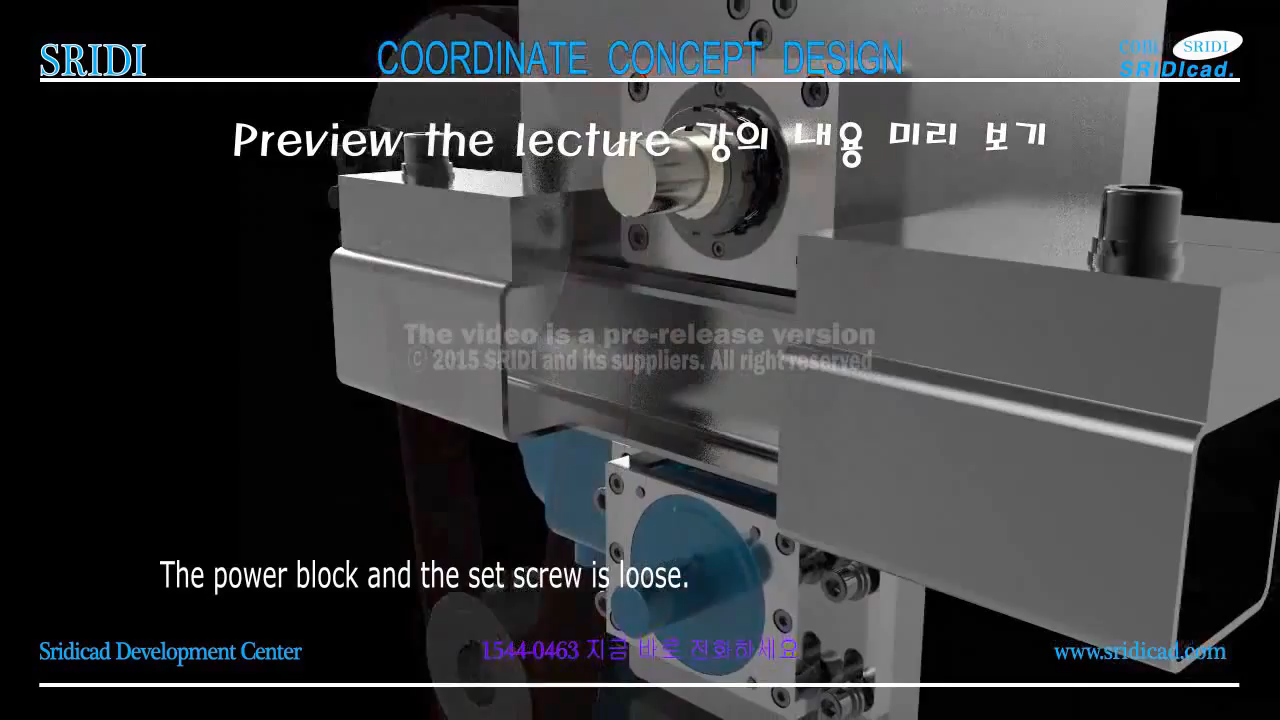 SRIDI
COORDINATE CONCEPT DESIGN
SRIDI
SRIDIcad.
Preview the lecture 강의 내용 미리 보기
The video is a pre-release version
© 2015 SRIDI and its suppliers. All right reserved
The power block and the set screw is loose.
Sridicad Development Center
1544-0463 지금 바로 전화하세요
www.sridicad.com